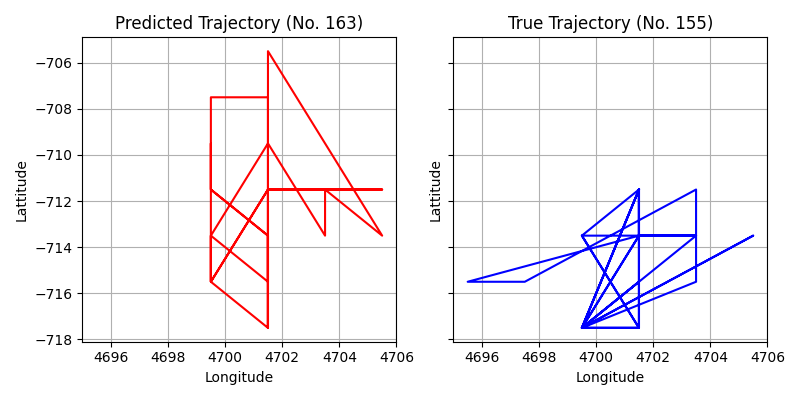 Predicted Trajectory (No. 163)
True Trajectory (No. 155)
−706
−708
−710
−712
−714
−716
−718
Lattitude
Lattitude
4696 4698 4700 4702 4704 4706
4696 4698 4700 4702 4704 4706
Longitude
Longitude